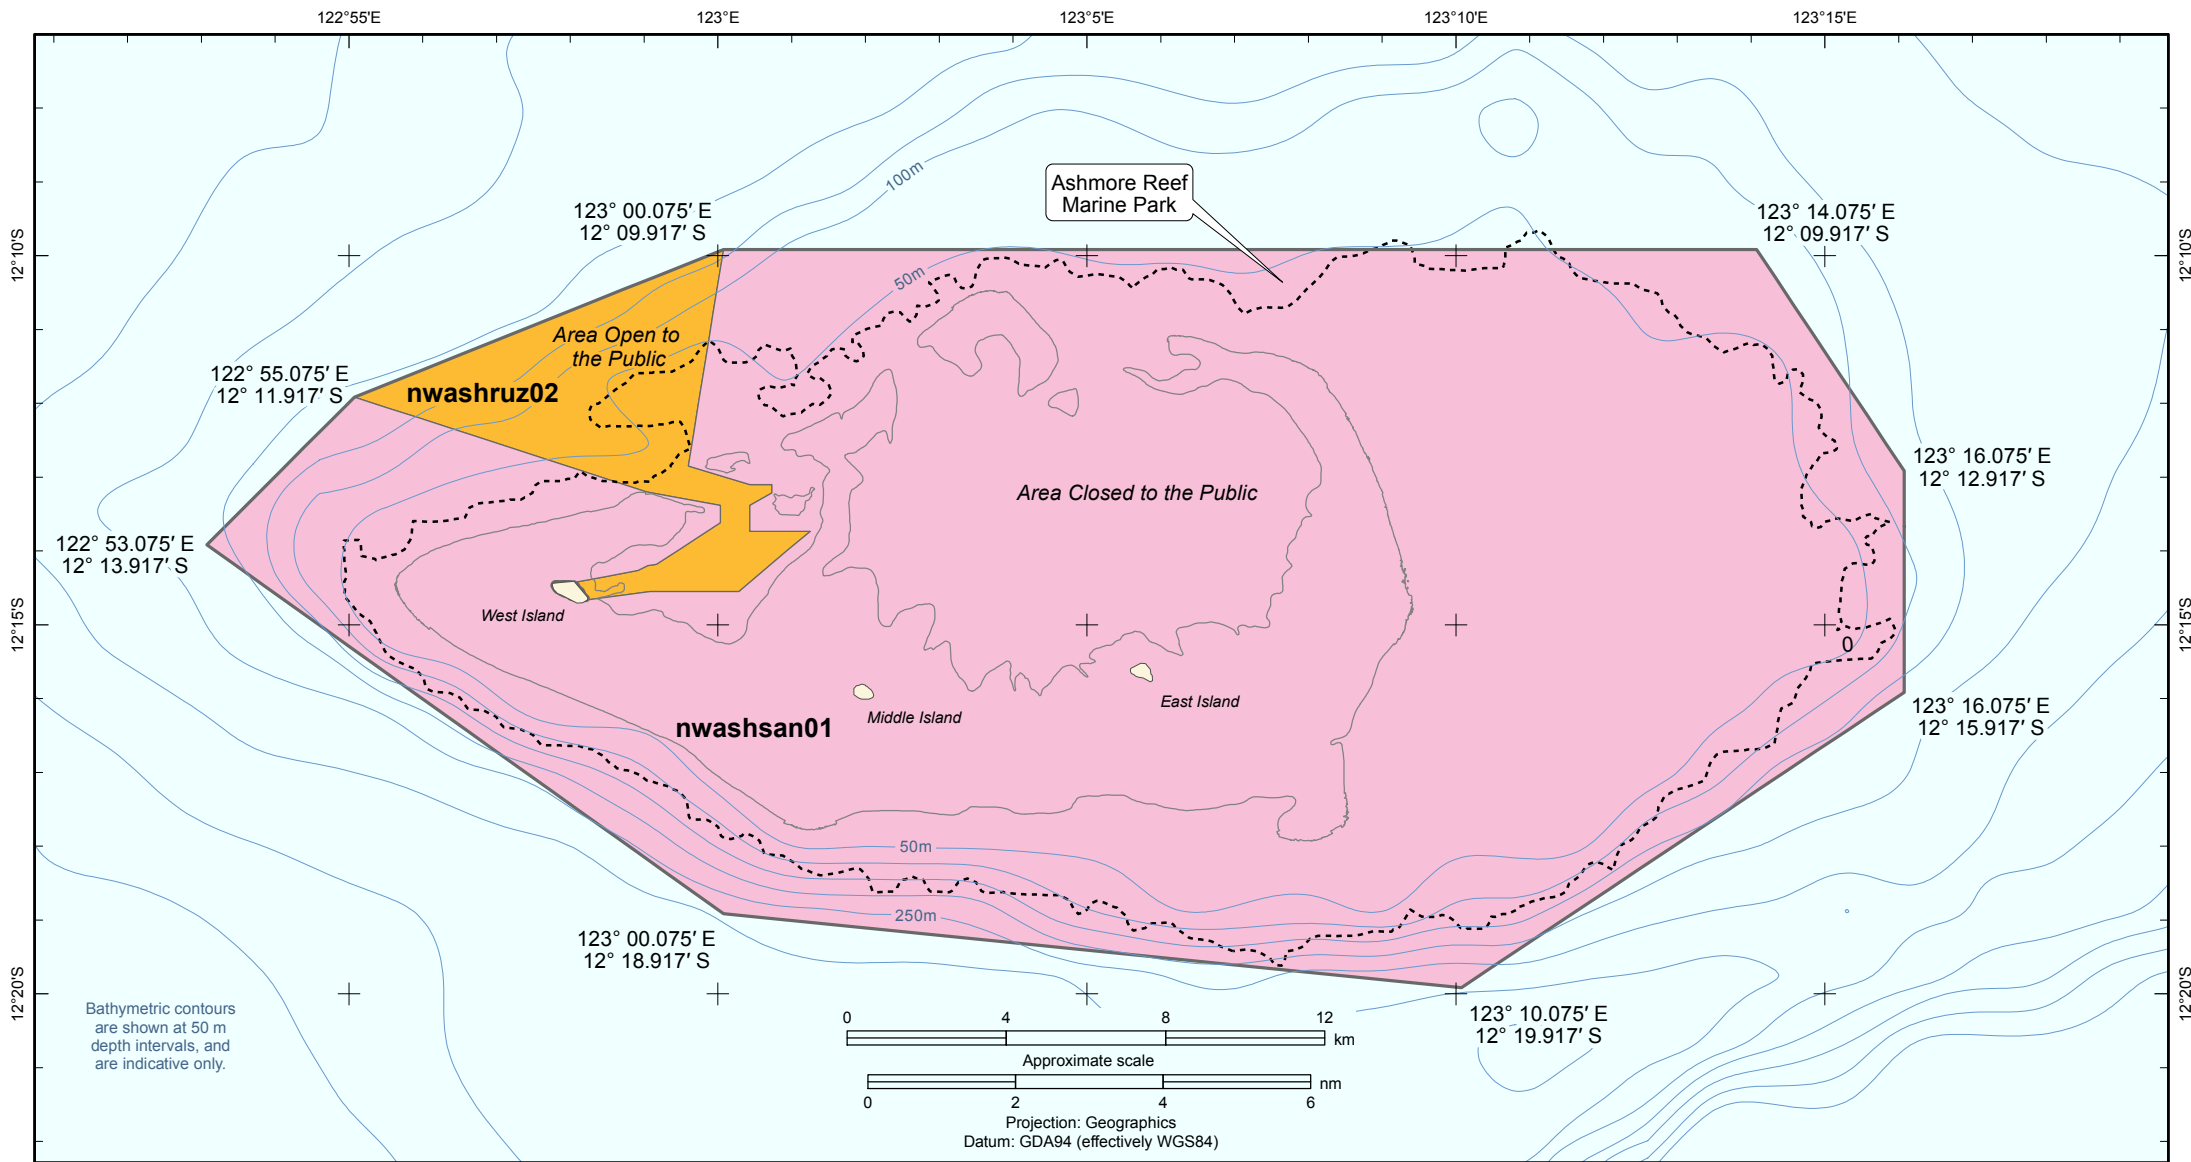 122°55'E
123°E
123°5'E
123°10'E
123°15'E
100m
Ashmore Reef
Marine Park
123° 00.075' E
12° 09.917' S
123° 14.075' E
12° 09.917' S
12°10'S
12°10'S
50m
Area Open to
the Public
122° 55.075' E
12° 11.917' S
nwashruz02
123° 16.075' E
12° 12.917' S
Area Closed to the Public
122° 53.075' E
12° 13.917' S
West Island
12°15'S
12°15'S
0
East Island
Middle Island
nwashsan01
123° 16.075' E
12° 15.917' S
50m
250m
123° 00.075' E
12° 18.917' S
12°20'S
12°20'S
Bathymetric contours
are shown at 50 m
depth intervals, and
are indicative only.
123° 10.075' E
12° 19.917' S
0 4 8 12
km
Approximate scale
nm
0 2 4 6
Projection: Geographics
Datum: GDA94 (effectively WGS84)